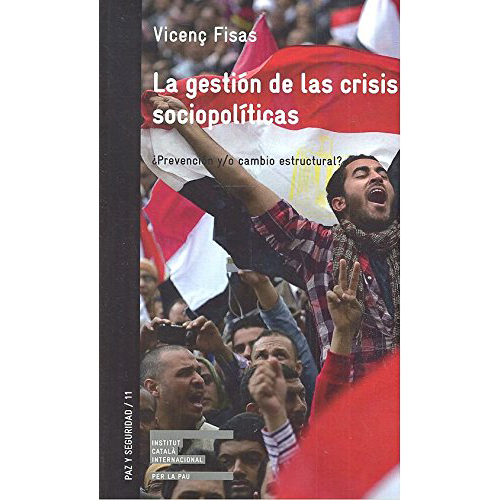 Vicenç Fisas
La gestión de las crisis
sociopolíticas
¿Prevención y/o cambio estructural?
PAZ Y SEGURIDAD / 11
INSTITUT
CATALÀ
INTERNACIONAL
PER LA PAU